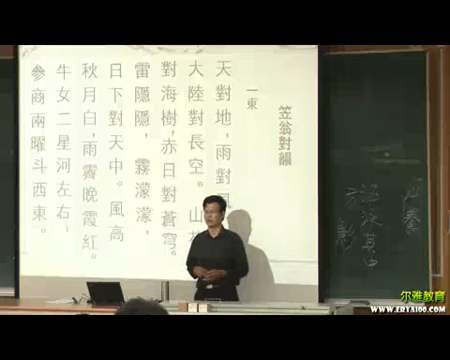 笠翁對韻
一東
天對地，雨對風
大陸對長空。山花
對海樹，赤日對蒼穹。
雷隱隱，霧濛濛，
日下對天中。風高
秋月白，雨霽晚霞紅。
牛女二星河左右，
參商兩曜斗西東。
尔雅教育
WWW.ERYA100.COM